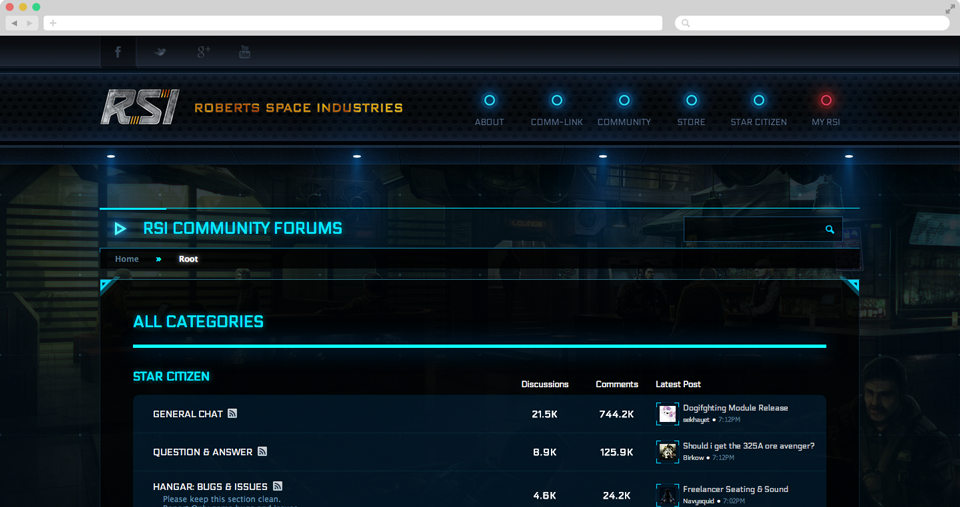 RSI ROBERTS SPACE INDUSTRIES
ABOUT COMM-LINK COMMUNITY STORE STAR CITIZEN MY RSI
RSI COMMUNITY FORUMS
Home » Root
ALL CATEGORIES
STAR CITIZEN Discussions Comments Latest Post
GENERAL CHAT 21.5K 744.2K Dogifghting Module Release
sekhayet • 7:12PM
QUESTION & ANSWER 8.9K 125.9K Should i get the 325A ore avenger?
Birkow • 7:12PM
HANGAR: BUGS & ISSUES 4.6K 24.2K Freelancer Seating & Sound
Please keep this section clean. Navysquid • 7:02PM